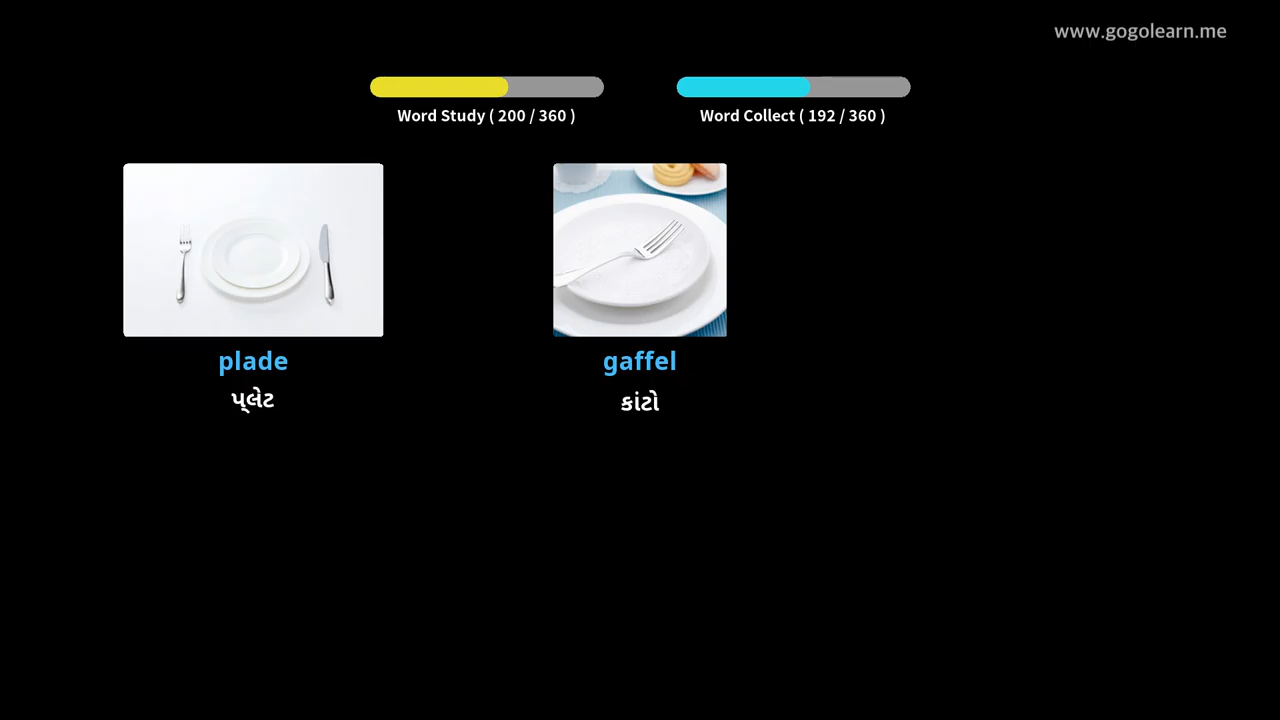 www.gogolearn.me
Word Study ( 200 / 360 )
Word Collect ( 192 / 360 )
plade
પ્લેટ
gaffel
કાંટો